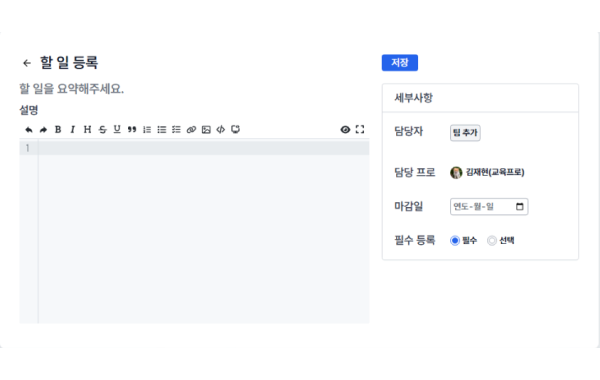 ← 할 일 등록
할 일을 요약해주세요.
설명
B I H S U
1
저장
세부사항
담당자 팀 추가
담당 프로 김재현(교육프로)
마감일 연도-월-일
필수 등록 필수 선택